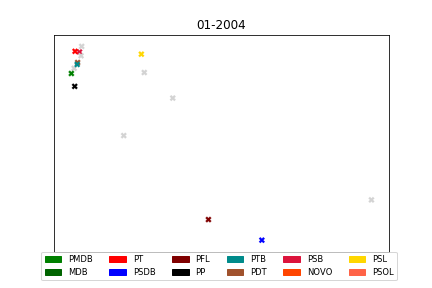 01-2004
PMDB PT PFL PTB PSB PSL
MDB PSDB PP PDT NOVO PSOL